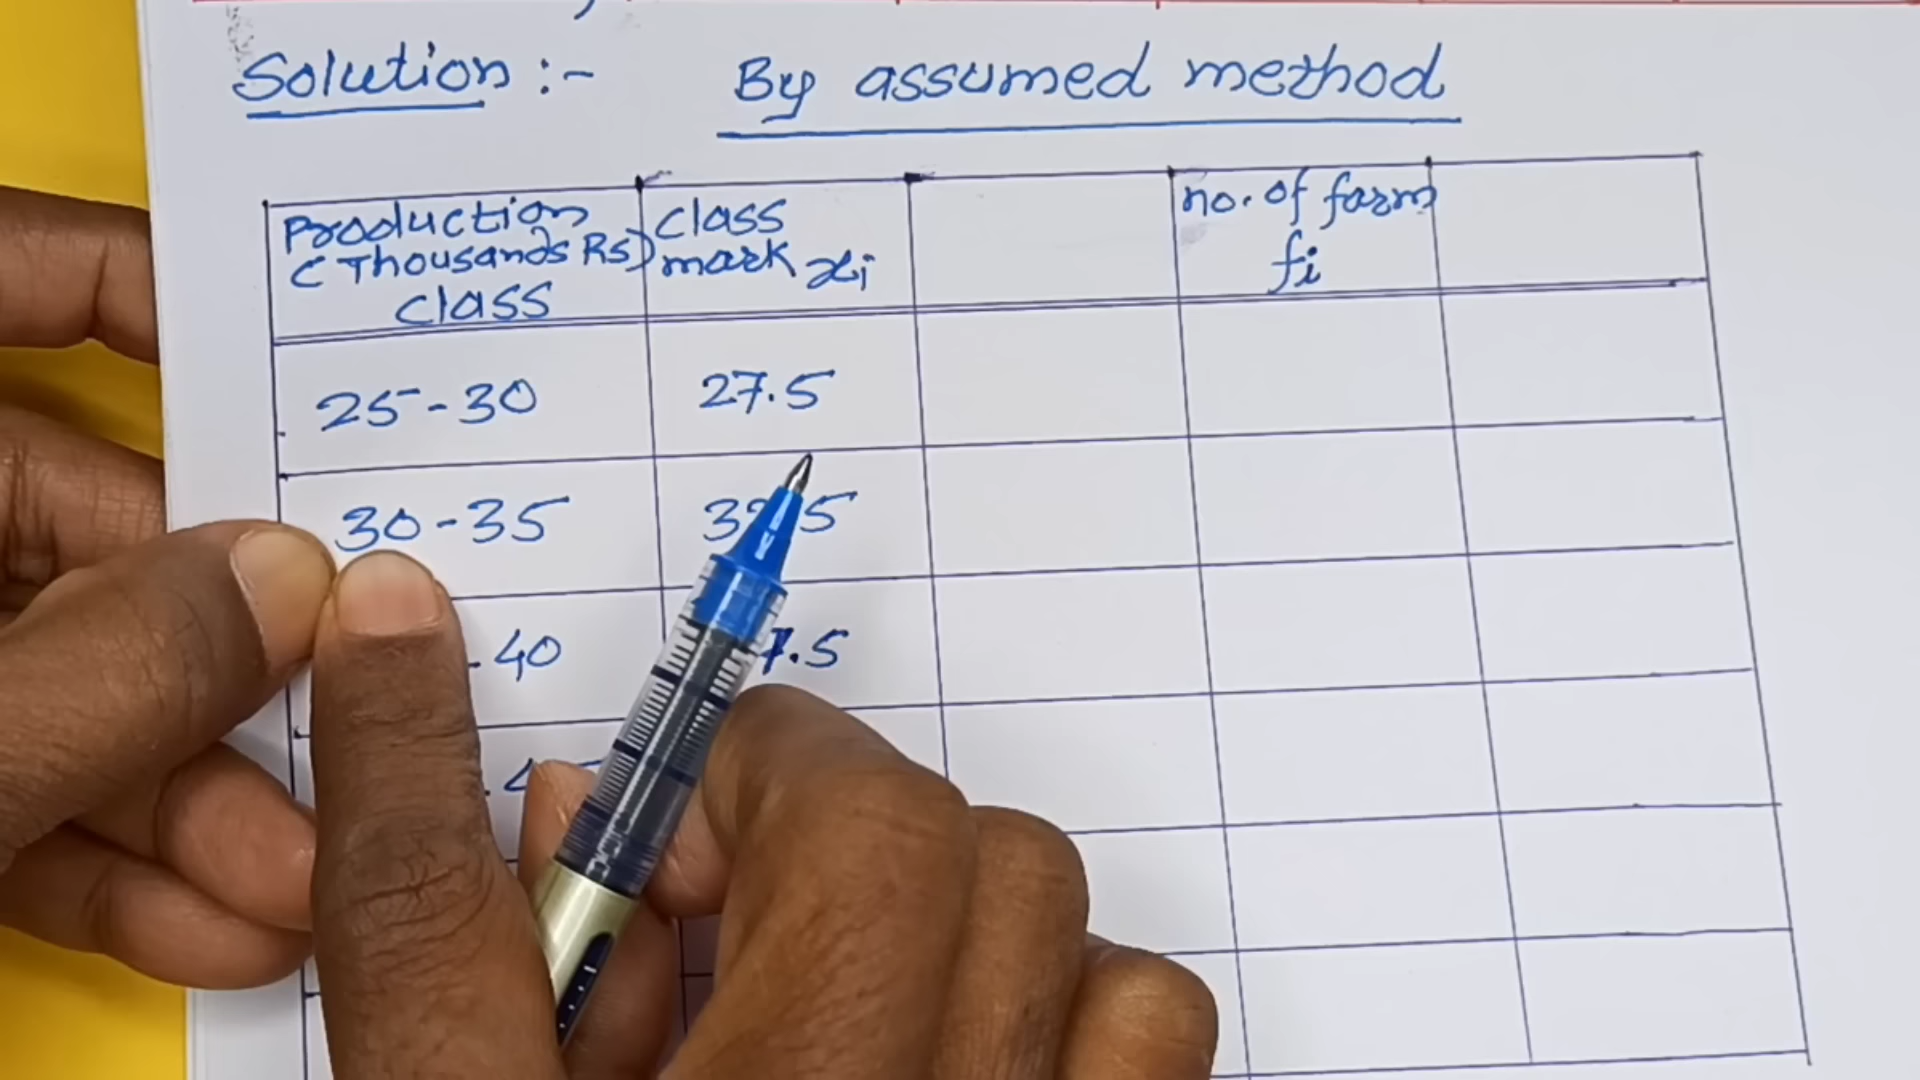 Solution :- By assumed method
Production
(Thousands Rs)
class
class
mark xi
no. of farm
fi
25-30 27.5
30-35
- 40 7.5